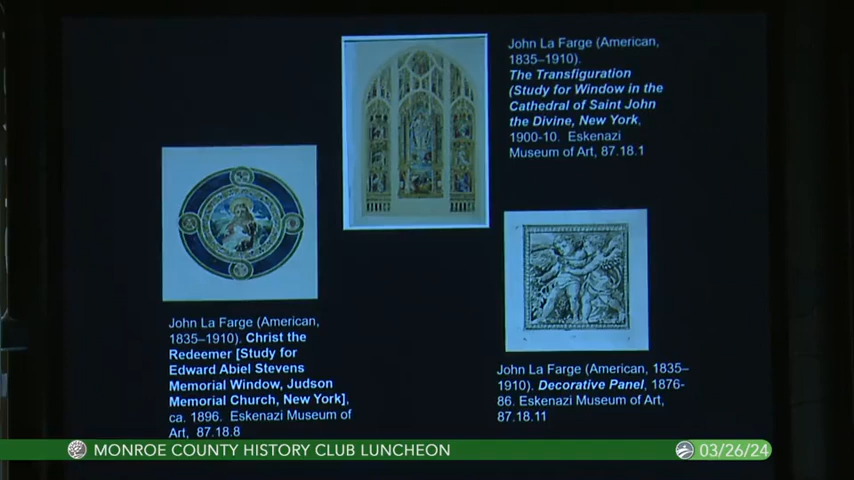 John La Farge (American,
1835–1910).
The Transfiguration
(Study for Window in the
Cathedral of Saint John
the Divine, New York,
1900-10. Eskenazi
Museum of Art, 87.18.1
John La Farge (American,
1835–1910). Christ the
Redeemer [Study for
Edward Abiel Stevens
Memorial Window, Judson
Memorial Church, New York],
ca. 1896. Eskenazi Museum of
Art, 87.18.8
John La Farge (American, 1835–
1910). Decorative Panel, 1876-
86. Eskenazi Museum of Art,
87.18.11
MONROE COUNTY HISTORY CLUB LUNCHEON
03/26/24